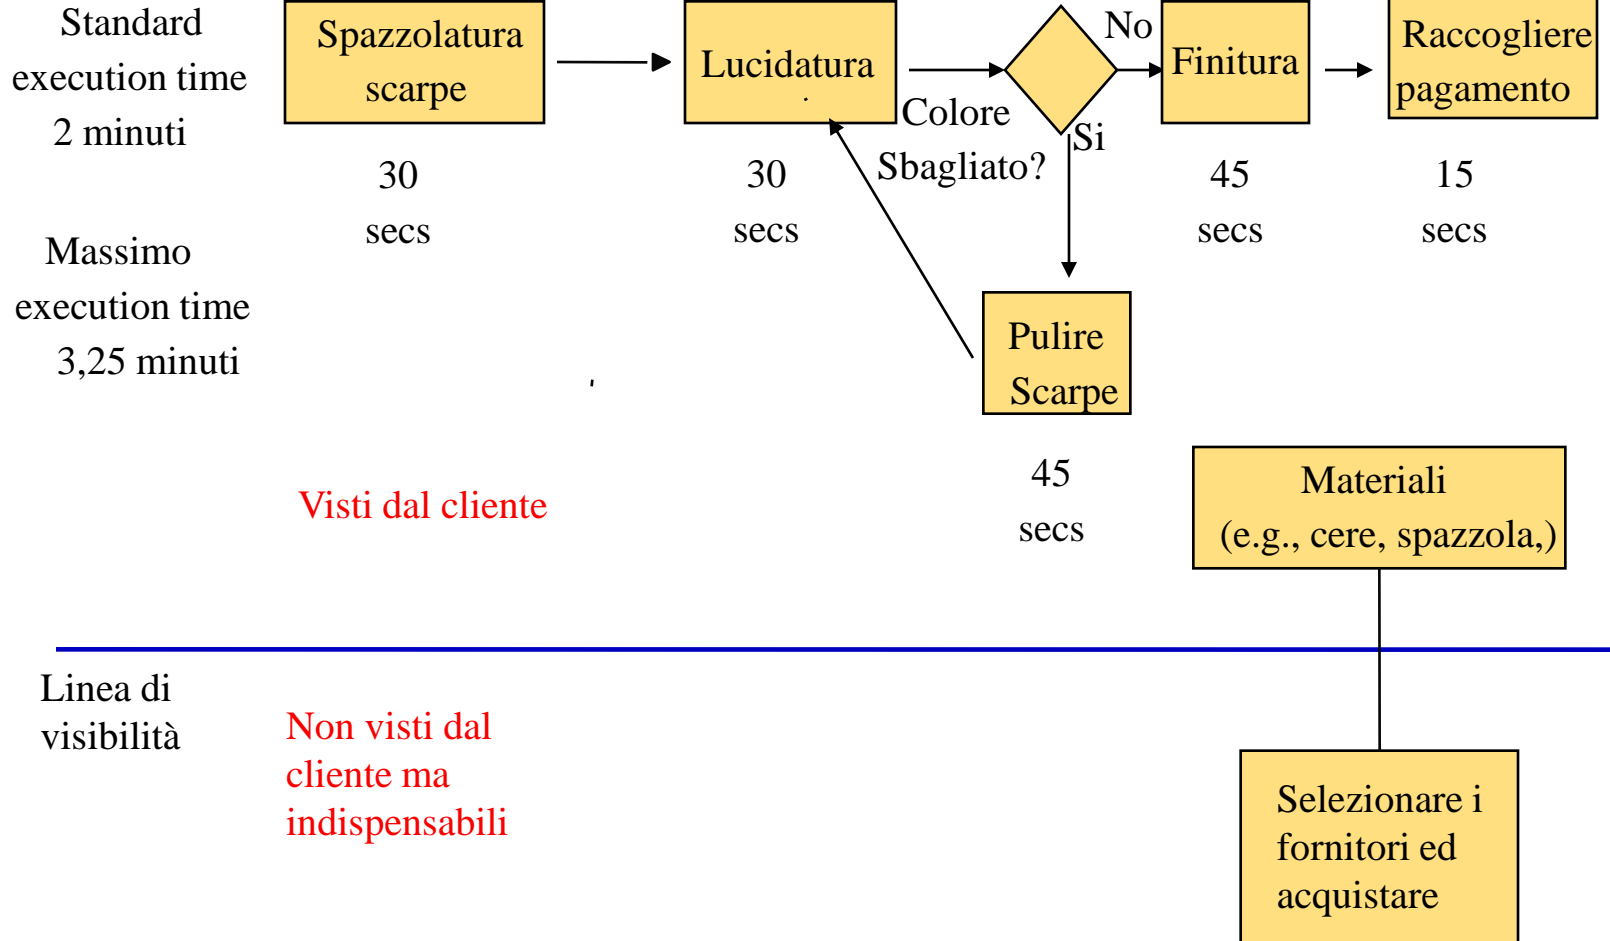 Standard
execution time
2 minuti
Spazzolatura
scarpe
Lucidatura
No
Finitura
Raccogliere
pagamento
Colore
Sbagliato?
Si
30
secs
30
secs
45
secs
15
secs
Massimo
execution time
3,25 minuti
Pulire
Scarpe
45
secs
Materiali
(e.g., cere, spazzola,)
Visti dal cliente
Linea di
visibilità
Non visti dal
cliente ma
indispensabili
Selezionare i
fornitori ed
acquistare